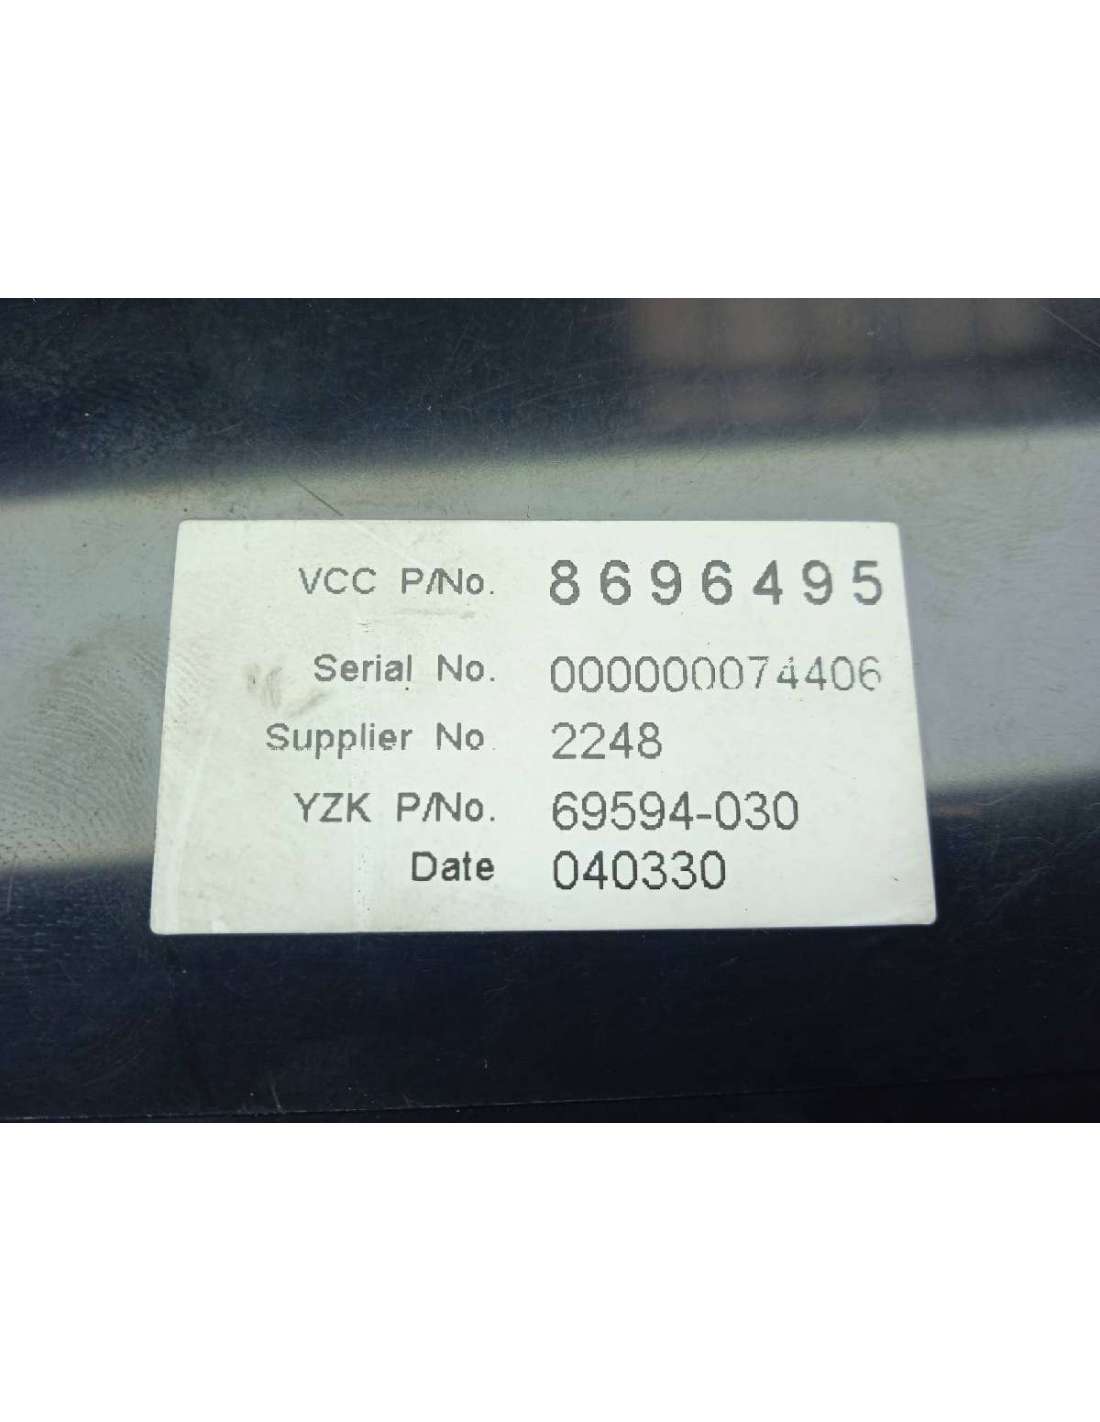 VCC P/No. 8696495
Serial No. 000000074406
Supplier No. 2248
YZK P/No. 69594-030
Date 040330